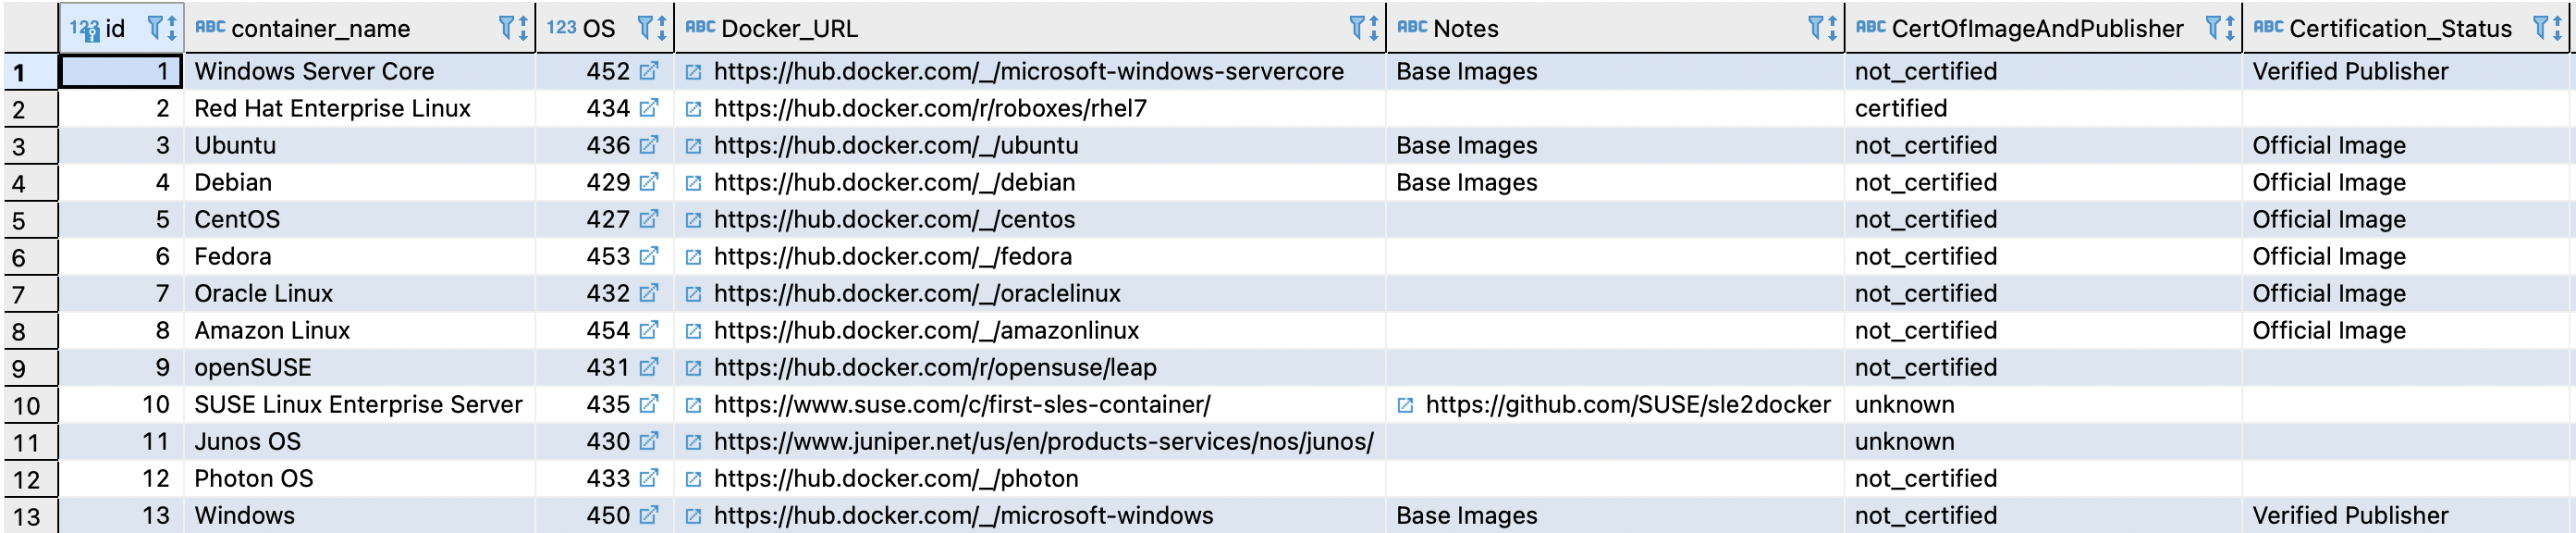 123 id ABC container_name 123 OS ABC Docker_URL ABC Notes ABC CertOfImageAndPublisher ABC Certification_Status
1 1 Windows Server Core 452 https://hub.docker.com/_/microsoft-windows-servercore Base Images not_certified Verified Publisher
2 2 Red Hat Enterprise Linux 434 https://hub.docker.com/r/roboxes/rhel7 certified
3 3 Ubuntu 436 https://hub.docker.com/_/ubuntu Base Images not_certified Official Image
4 4 Debian 429 https://hub.docker.com/_/debian Base Images not_certified Official Image
5 5 CentOS 427 https://hub.docker.com/_/centos not_certified Official Image
6 6 Fedora 453 https://hub.docker.com/_/fedora not_certified Official Image
7 7 Oracle Linux 432 https://hub.docker.com/_/oraclelinux not_certified Official Image
8 8 Amazon Linux 454 https://hub.docker.com/_/amazonlinux not_certified Official Image
9 9 openSUSE 431 https://hub.docker.com/r/opensuse/leap not_certified
10 10 SUSE Linux Enterprise Server 435 https://www.suse.com/c/first-sles-container/ https://github.com/SUSE/sle2docker unknown
11 11 Junos OS 430 https://www.juniper.net/us/en/products-services/nos/junos/ unknown
12 12 Photon OS 433 https://hub.docker.com/_/photon not_certified
13 13 Windows 450 https://hub.docker.com/_/microsoft-windows Base Images not_certified Verified Publisher